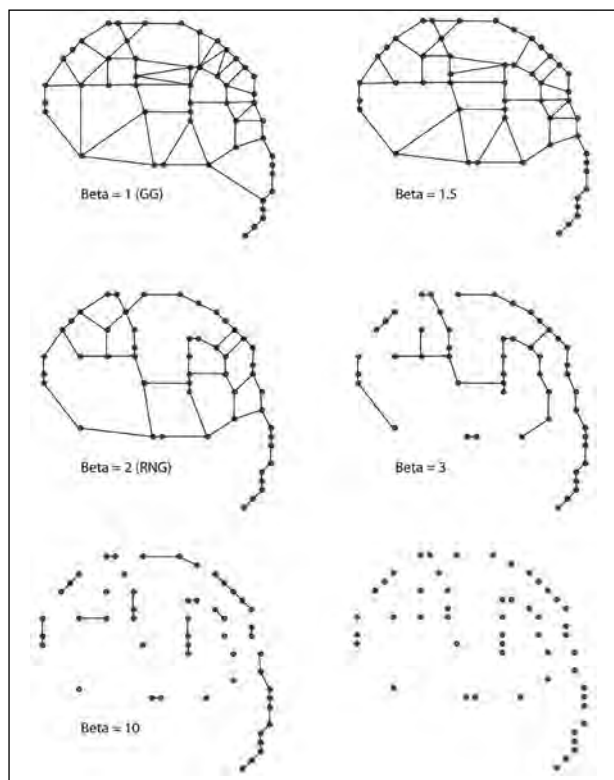 Beta = 1 (GG)
Beta = 1.5
Beta = 2 (RNG)
Beta = 3
Beta = 10